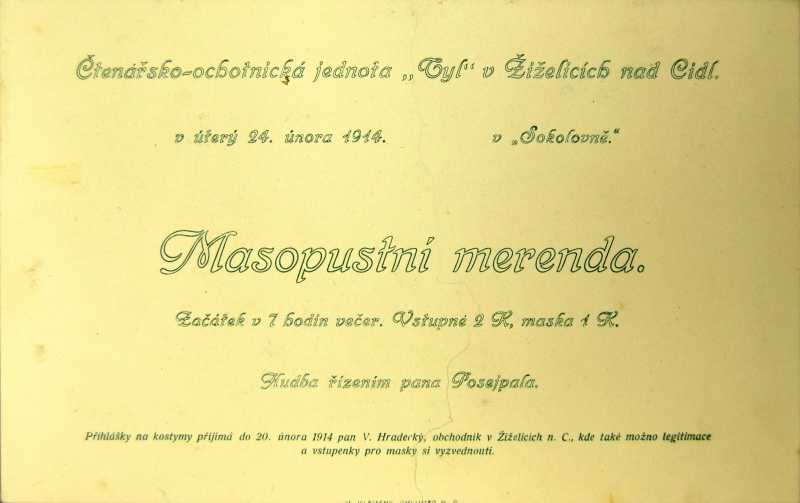 Čtenářsko-ochotnická jednota „Tyl“ v Žiželicích nad Cidl.
v úterý 24. února 1914. v „Sokolovně.“
Masopustní merenda.
Začátek v 7 hodin večer. Vstupné 2 K, maska 1 K.
Hudba řízením pana Posejpala.
Přihlášky na kostymy přijímá do 20. února 1914 pan V. Hradecký, obchodník v Žiželicích n. C., kde také možno legitimace
a vstupenky pro masky si vyzvednouti.